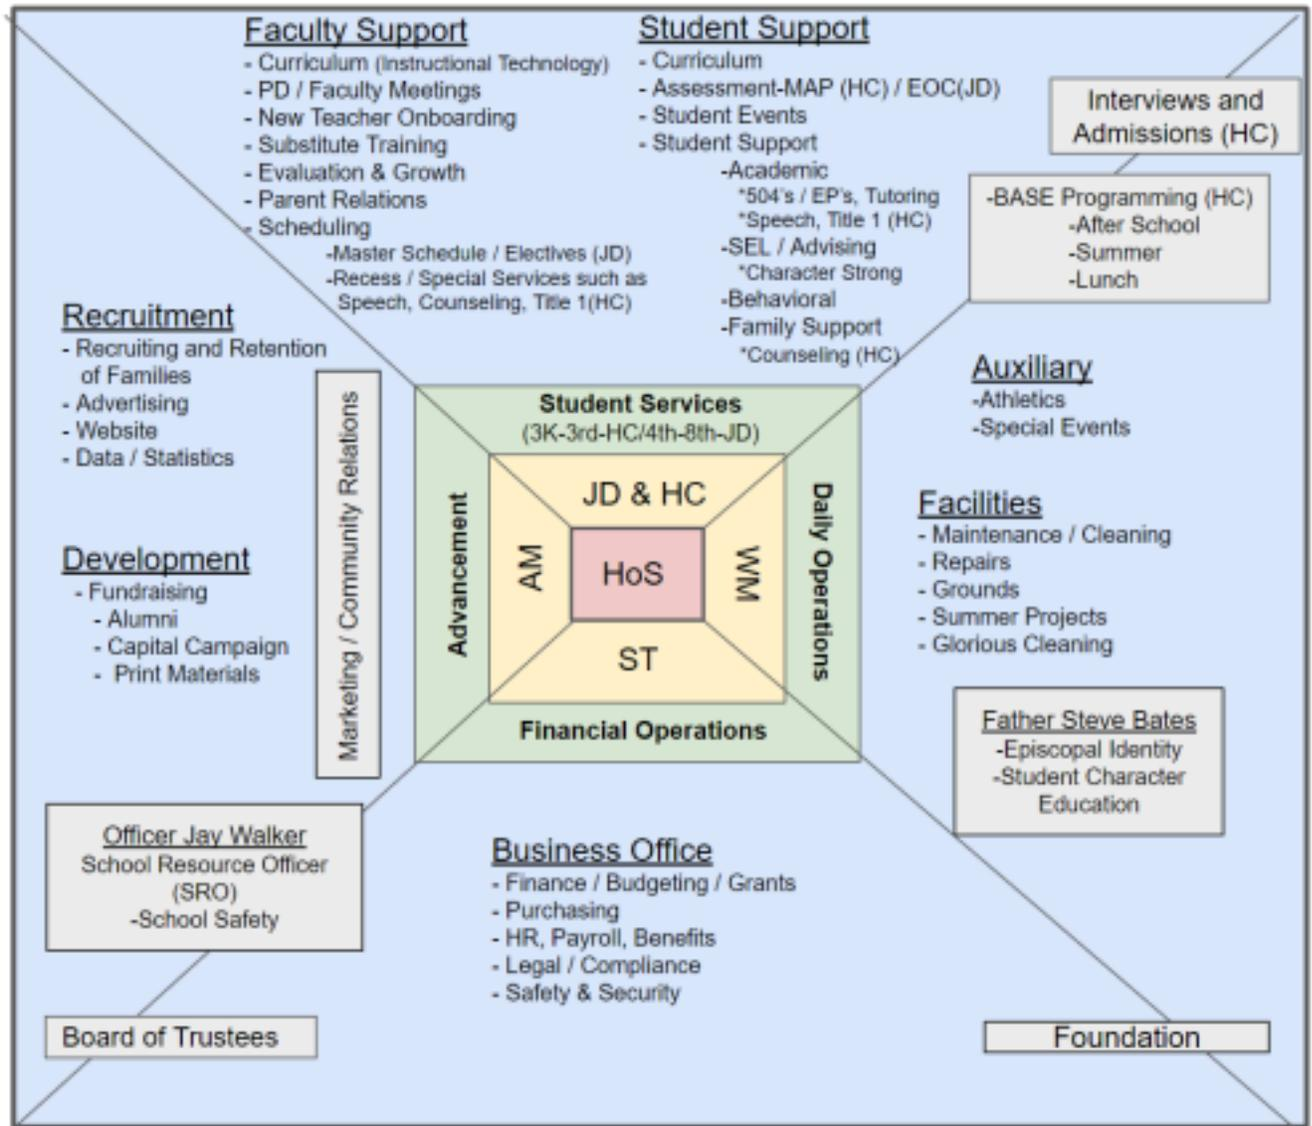 Faculty Support
- Curriculum (Instructional Technology)
- PD / Faculty Meetings
- New Teacher Onboarding
- Substitute Training
- Evaluation & Growth
- Parent Relations
- Scheduling
-Master Schedule / Electives (JD)
-Recess / Special Services such as
Speech, Counseling, Title 1(HC)
Student Support
- Curriculum
- Assessment-MAP (HC) / EOC(JD)
- Student Events
- Student Support
-Academic
*504's / EP's, Tutoring
*Speech, Title 1 (HC)
-SEL / Advising
*Character Strong
-Behavioral
-Family Support
*Counseling (HC)
Interviews and
Admissions (HC)
-BASE Programming (HC)
-After School
-Summer
-Lunch
Recruitment
- Recruiting and Retention
of Families
- Advertising
- Website
- Data / Statistics
Development
- Fundraising
- Alumni
- Capital Campaign
- Print Materials
Marketing / Community Relations
Student Services
(3K-3rd-HC/4th-8th-JD)
Advancement
JD & HC
AM
HoS
WM
ST
Daily Operations
Financial Operations
Auxiliary
-Athletics
-Special Events
Facilities
- Maintenance / Cleaning
- Repairs
- Grounds
- Summer Projects
- Glorious Cleaning
Father Steve Bates
-Episcopal Identity
-Student Character
Education
Officer Jay Walker
School Resource Officer
(SRO)
-School Safety
Business Office
- Finance / Budgeting / Grants
- Purchasing
- HR, Payroll, Benefits
- Legal / Compliance
- Safety & Security
Board of Trustees
Foundation